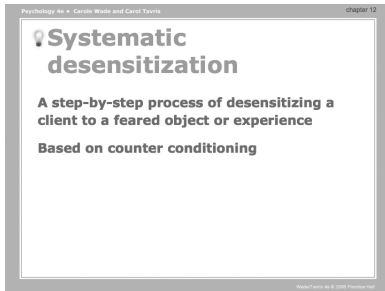 Psychology 4e • Carole Wade and Carol Tavris
chapter 12
Systematic
desensitization
A step-by-step process of desensitizing a
client to a feared object or experience
Based on counter conditioning
Wade/Tavris 4e © 2000 Prentice Hall